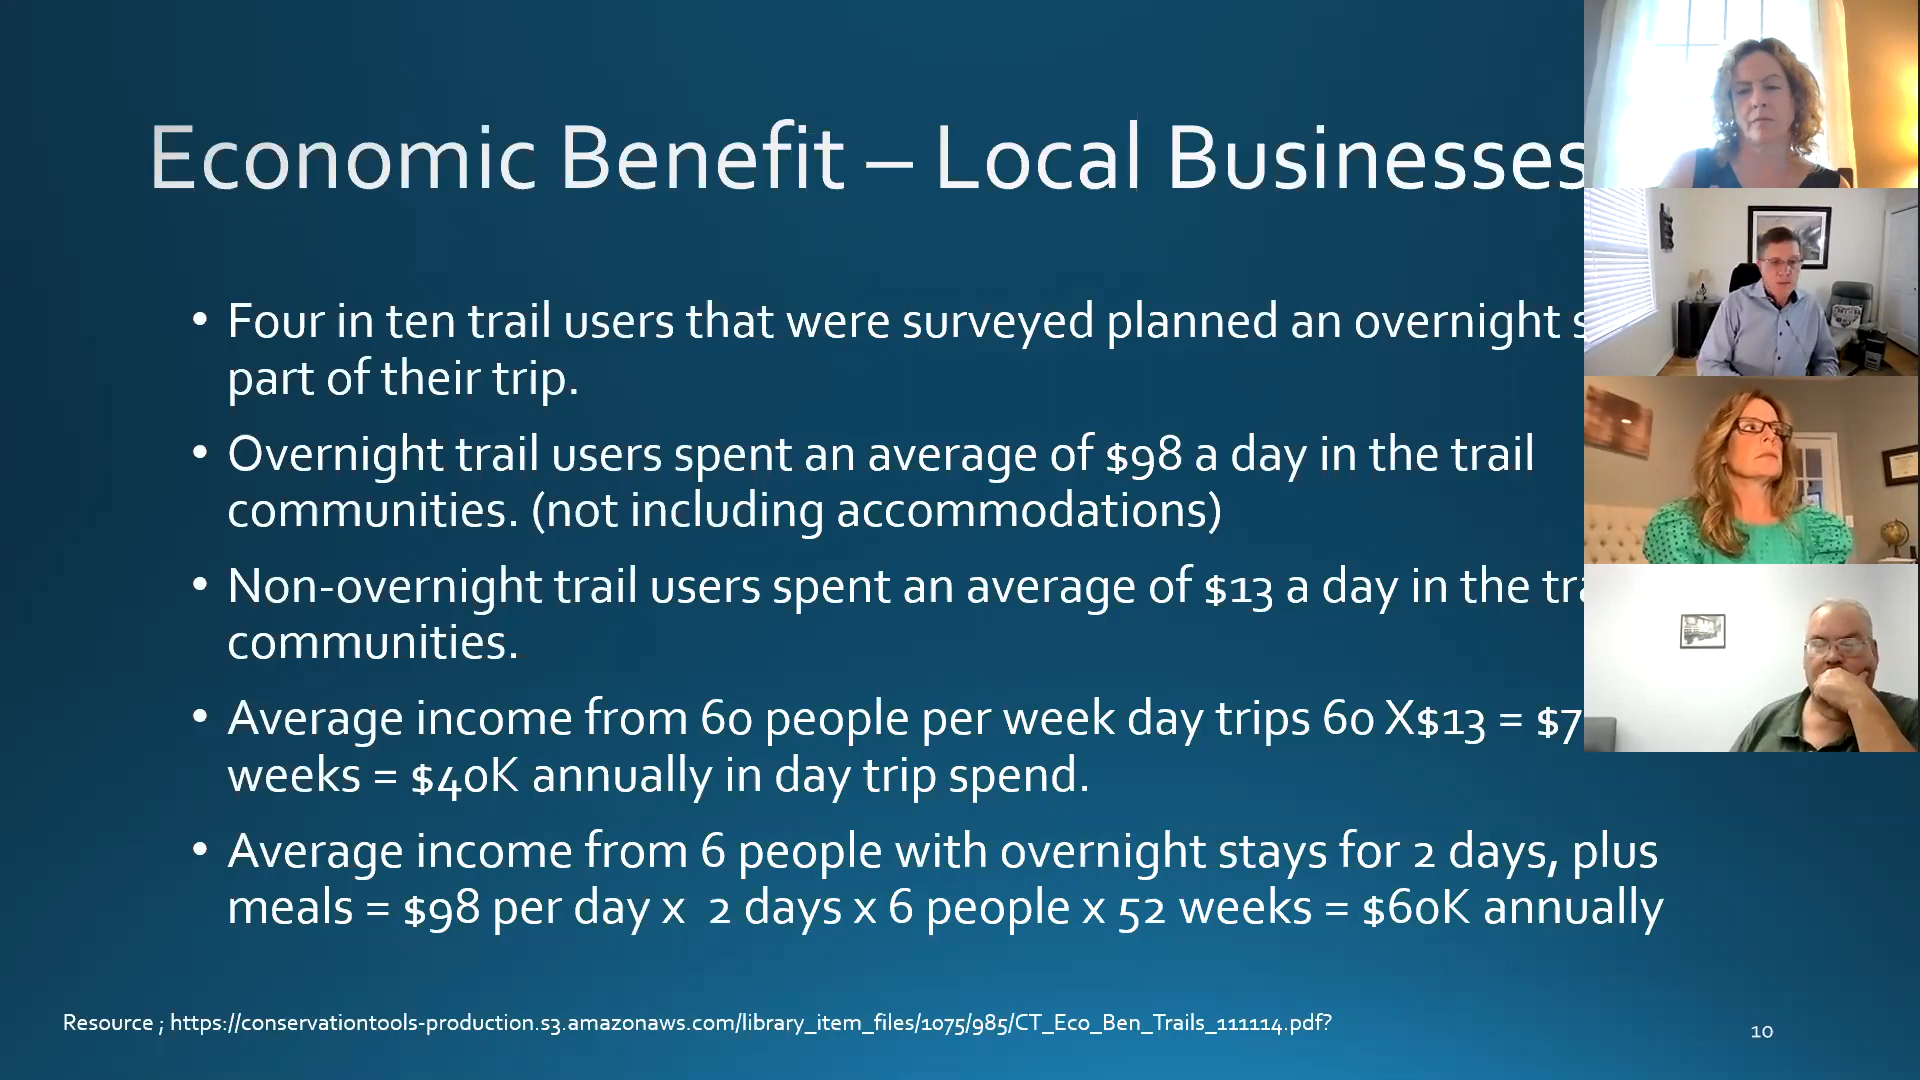 Economic Benefit – Local Businesses
• Four in ten trail users that were surveyed planned an overnight
part of their trip.
• Overnight trail users spent an average of $98 a day in the trail
communities. (not including accommodations)
• Non-overnight trail users spent an average of $13 a day in the
communities.
• Average income from 60 people per week day trips 60 X$13 = $7
weeks = $40K annually in day trip spend.
• Average income from 6 people with overnight stays for 2 days, plus
meals = $98 per day x 2 days x 6 people x 52 weeks = $60K annually
Resource ; https://conservationtools-production.s3.amazonaws.com/library_item_files/1075/985/CT_Eco_Ben_Trails_111114.pdf?
10